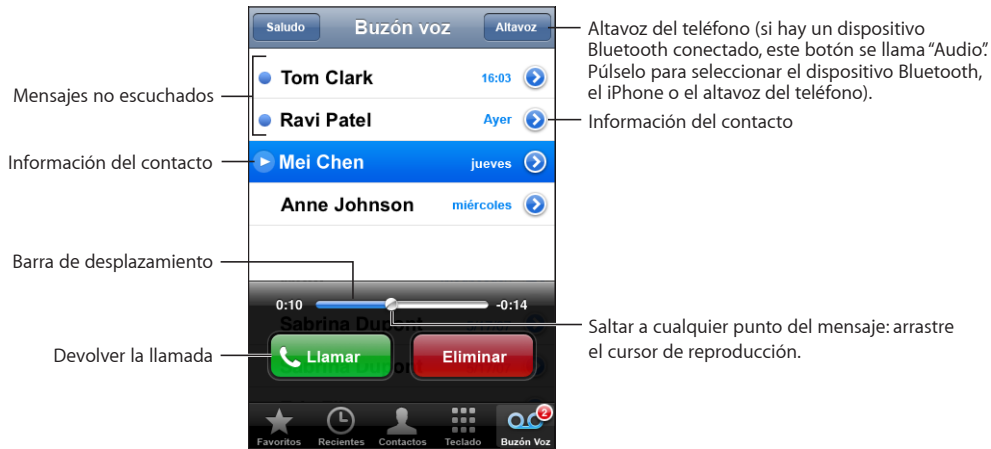 Saludo
Buzón voz
Altavoz
Tom Clark
16:03
Ravi Patel
Ayer
Mei Chen
jueves
Anne Johnson
miércoles
0:10
-0:14
Sabrina Dupont
Llamar
Eliminar
Favoritos
Recientes
Contactos
Teclado
Buzón Voz
2
Mensajes no escuchados
Información del contacto
Barra de desplazamiento
Devolver la llamada
Altavoz del teléfono (si hay un dispositivo
Bluetooth conectado, este botón se llama “Audio”.
Púlselo para seleccionar el dispositivo Bluetooth,
el iPhone o el altavoz del teléfono).
Información del contacto
Saltar a cualquier punto del mensaje: arrastre
el cursor de reproducción.